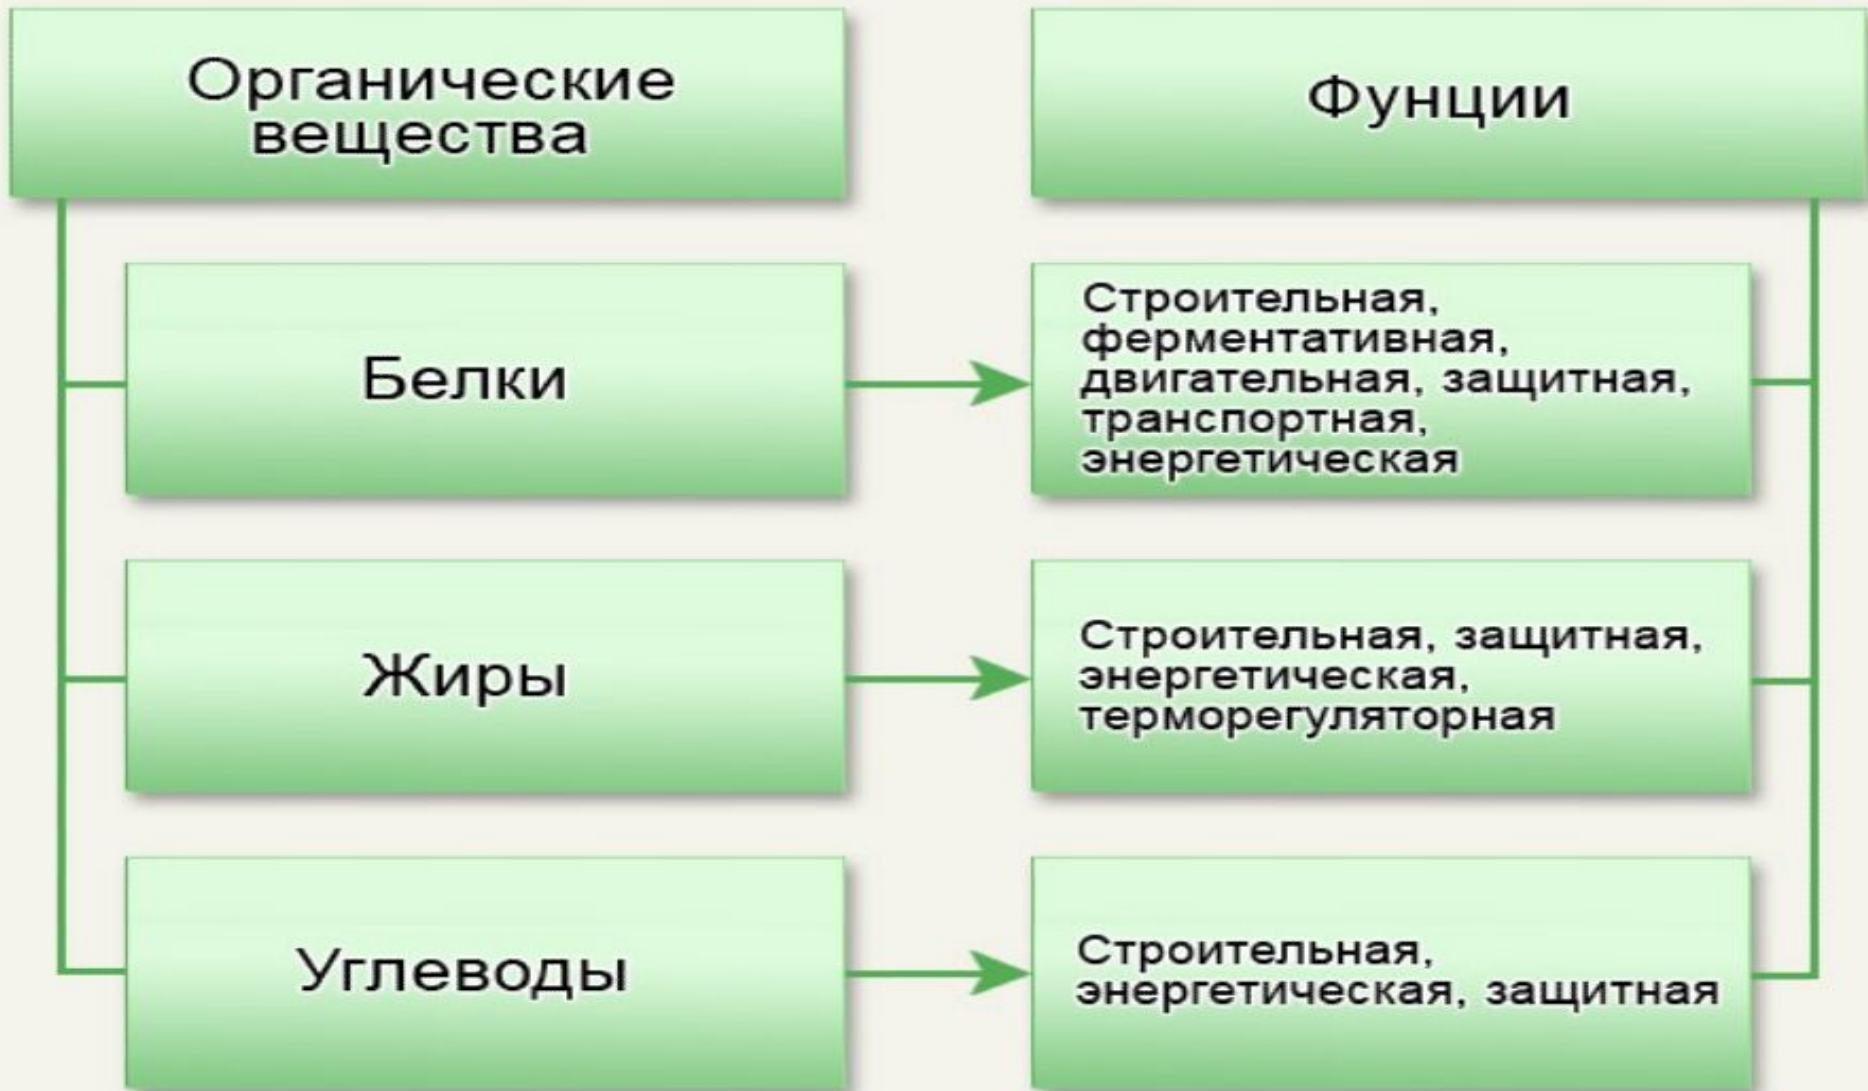 Органические
вещества
Фунции
Белки
Строительная,
ферментативная,
двигательная, защитная,
транспортная,
энергетическая
Жиры
Строительная, защитная,
энергетическая,
терморегуляторная
Углеводы
Строительная,
энергетическая, защитная